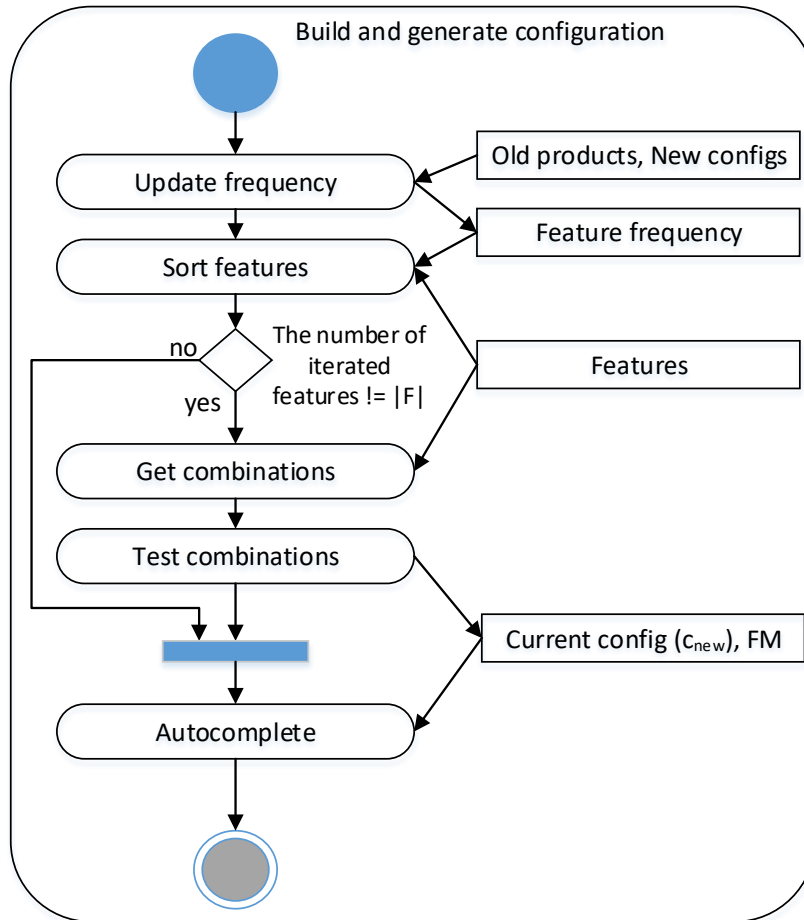 Build and generate configuration
Old products, New configs
Update frequency
Feature frequency
Sort features
no
The number of
iterated
features != |F|
Features
yes
Get combinations
Test combinations
Current config (cnew), FM
Autocomplete